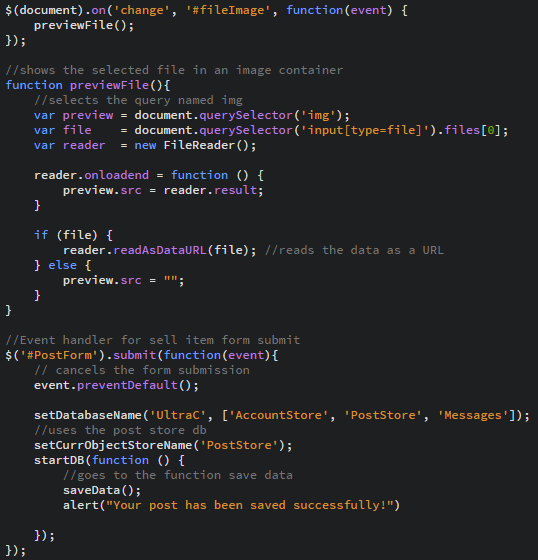 $(document).on('change', '#fileImage', function(event) {
    previewFile();
});

//shows the selected file in an image container
function previewFile(){
    //selects the query named img
    var preview = document.querySelector('img');
    var file    = document.querySelector('input[type=file]').files[0];
    var reader  = new FileReader();

    reader.onloadend = function () {
        preview.src = reader.result;
    }

    if (file) {
        reader.readAsDataURL(file); //reads the data as a URL
    } else {
        preview.src = "";
    }
}

//Event handler for sell item form submit
$('#PostForm').submit(function(event){
    // cancels the form submission
    event.preventDefault();

    setDatabaseName('UltraC', ['AccountStore', 'PostStore', 'Messages']);
    //uses the post store db
    setCurrObjectStoreName('PostStore');
    startDB(function () {
        //goes to the function save data
        saveData();
        alert("Your post has been saved successfully!")

    });
});